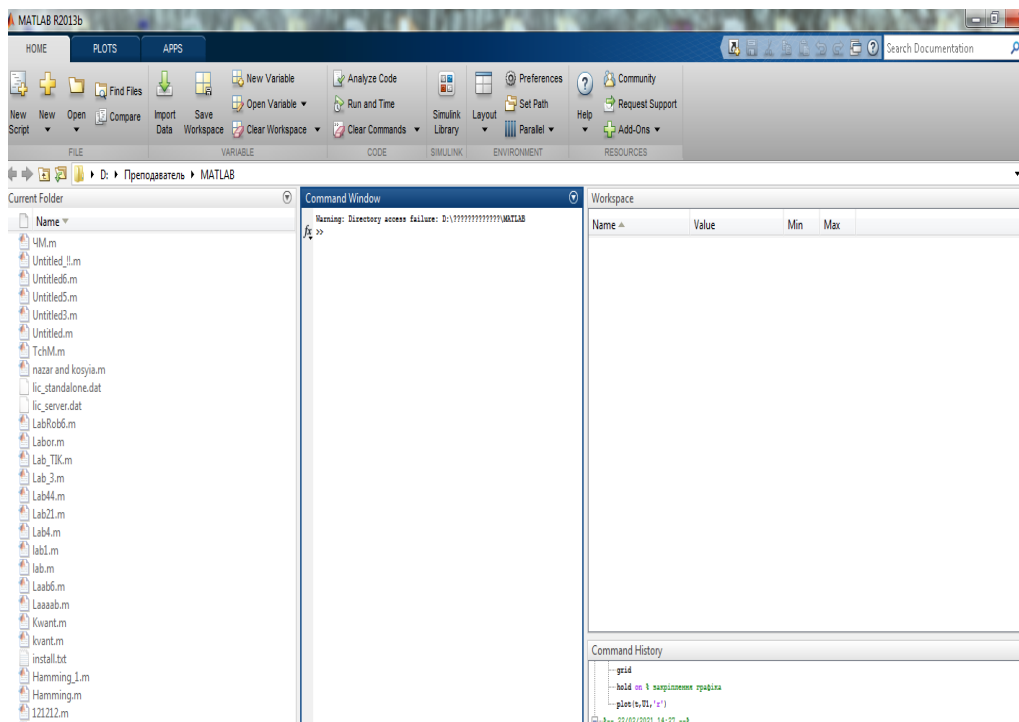 MATLAB R2013b
HOME PLOTS APPS
Search Documentation
New Script
New
Open
Find Files
Compare
Import Data
Save Workspace
New Variable
Open Variable
Clear Workspace
Analyze Code
Run and Time
Clear Commands
Simulink Library
Layout
Preferences
Set Path
Parallel
Help
Community
Request Support
Add-Ons
FILE VARIABLE CODE SIMULINK ENVIRONMENT RESOURCES
D: Преподаватель MATLAB
Current Folder
Name
ЧМ.m
Untitled_!!.m
Untitled6.m
Untitled5.m
Untitled3.m
Untitled.m
TchM.m
nazar and kosyia.m
lic_standalone.dat
lic_server.dat
LabRob6.m
Labor.m
Lab_TIK.m
Lab_3.m
Lab44.m
Lab21.m
Lab4.m
lab1.m
lab.m
Laab6.m
Laaaab.m
Kwant.m
kvant.m
install.txt
Hamming_1.m
Hamming.m
121212.m
Command Window
Warning: Directory access failure: D:\?????????????\MATLAB
fx >>
Workspace
Name Value Min Max
Command History
grid
hold on % закріплення графіка
plot(t,U1,'r')